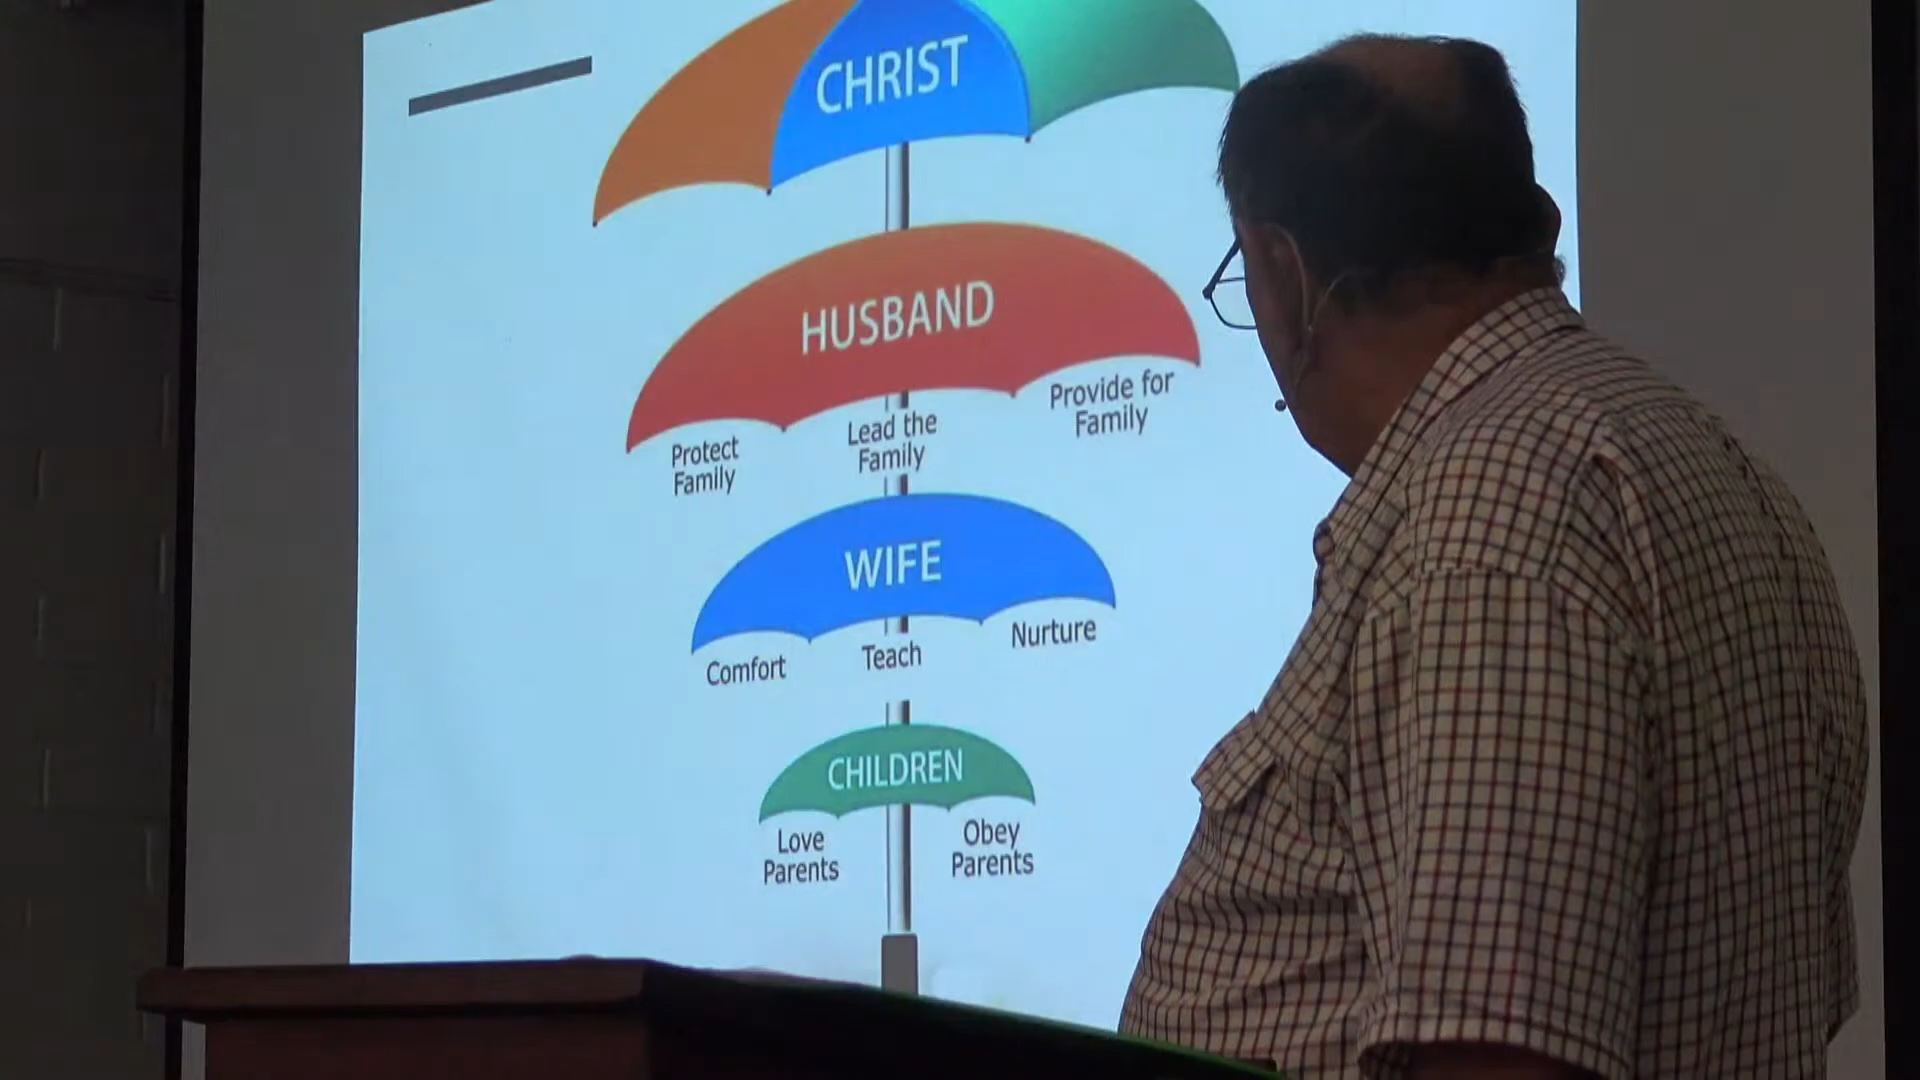 CHRIST
HUSBAND
Protect
Family
Lead the
Family
Provide for
Family
WIFE
Comfort
Teach
Nurture
CHILDREN
Love
Parents
Obey
Parents